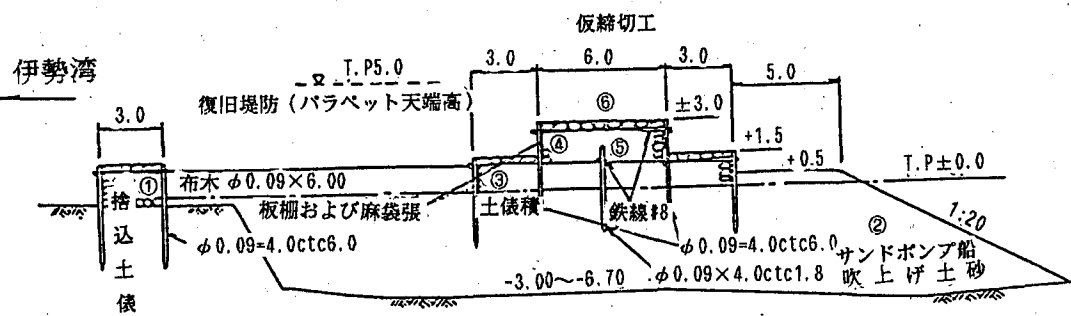 仮締切工
3.0 6.0 3.0 5.0
伊勢湾
T.P5.0
復旧堤防(パラペット天端高)
3.0
⑥
±3.0
+1.5
④
⑤
+0.5
T.P±0.0
①
布木φ0.09×6.00
③
板棚および麻袋張
土俵積
鉄線#8
1:20
②
捨込土俵
φ0.09=4.0ctc6.0
φ0.09=4.0ctc6.0
サンドポンプ船
吹上げ土砂
φ0.09×4.0ctc1.8
-3.00~-6.70